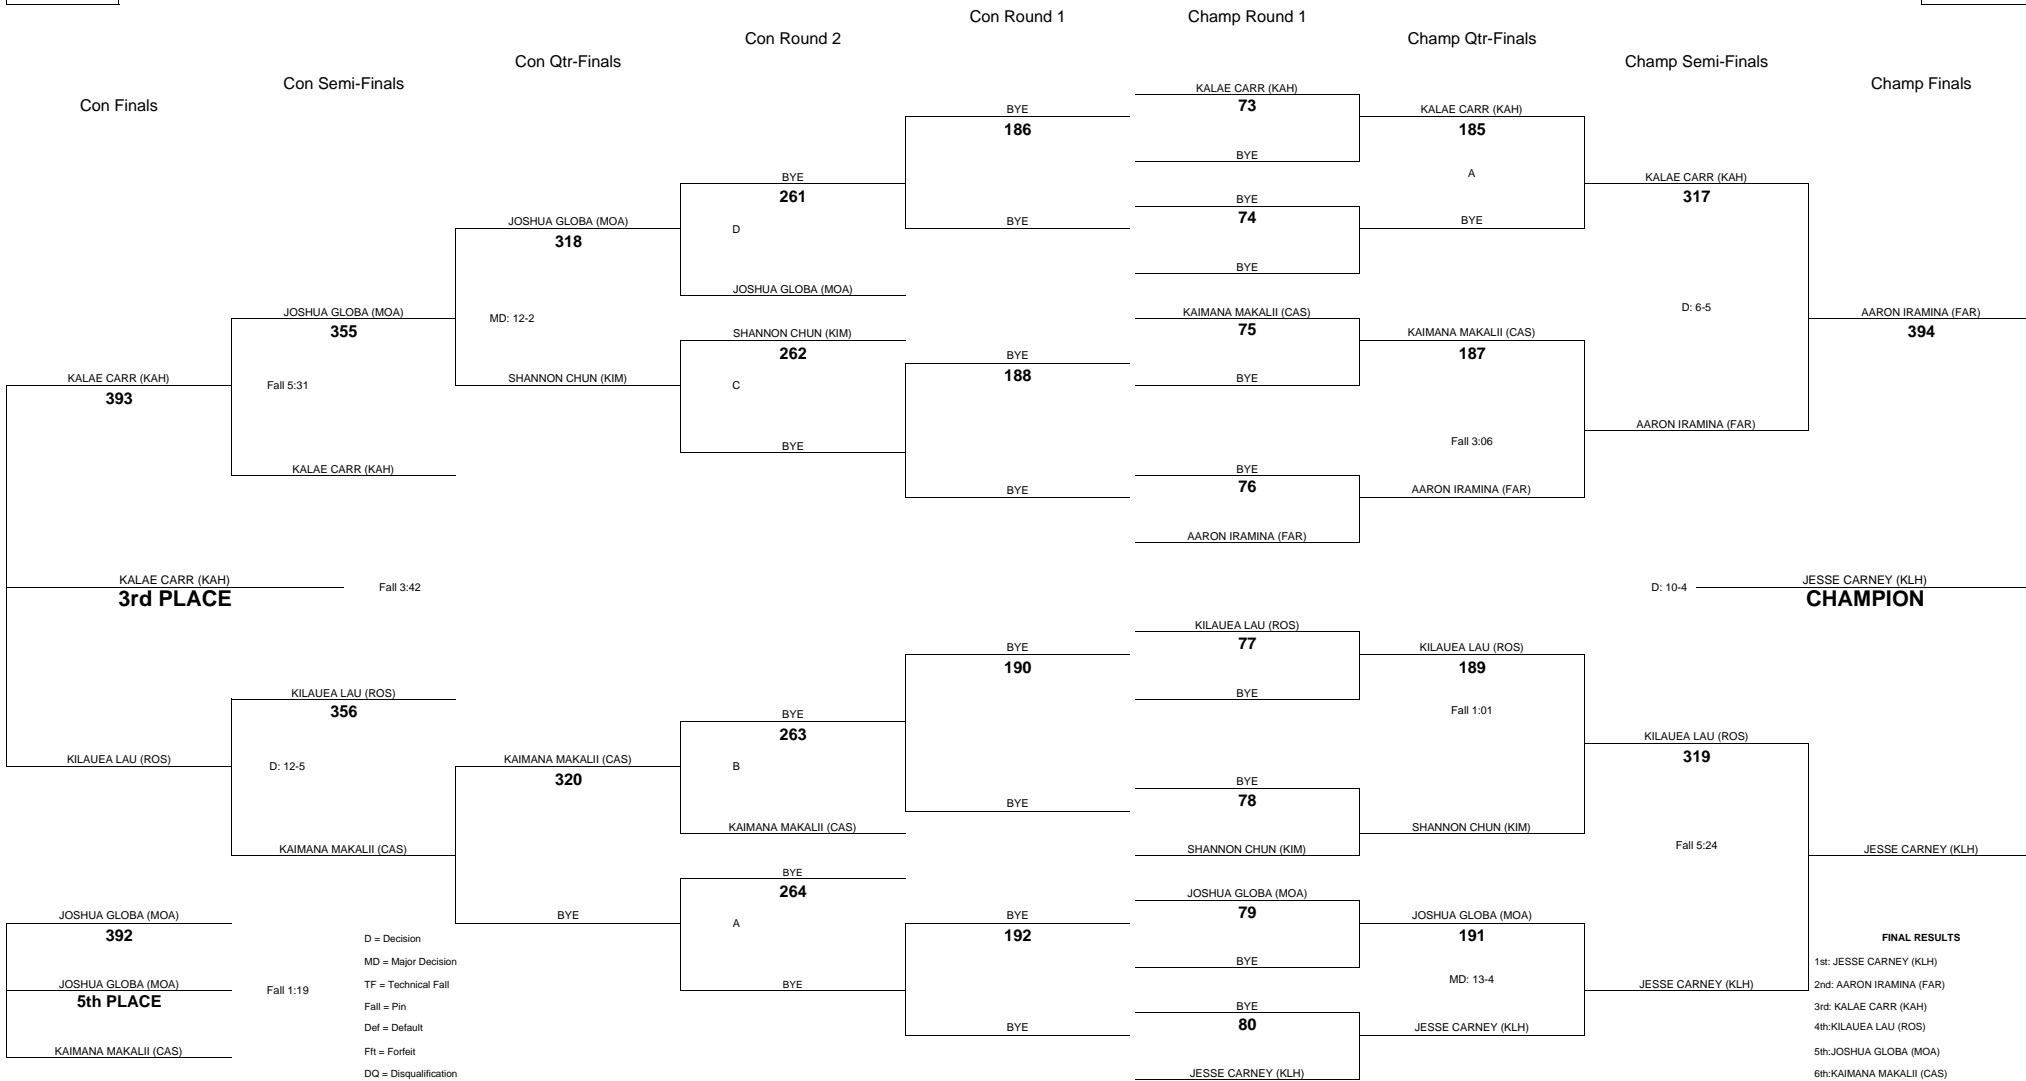 Con Round 1
Champ Round 1
Con Round 2
Champ Qtr-Finals
Con Qtr-Finals
Champ Semi-Finals
Con Semi-Finals
Champ Finals
Con Finals
KALAE CARR (KAH)
393
KILAUEA LAU (ROS)
KALAE CARR (KAH)
3rd PLACE
Fall 3:42
JOSHUA GLOBA (MOA)
392
JOSHUA GLOBA (MOA)
5th PLACE
Fall 1:19
KAIMANA MAKALII (CAS)
JOSHUA GLOBA (MOA)
355
Fall 5:31
KALAE CARR (KAH)
KILAUEA LAU (ROS)
356
D: 12-5
KAIMANA MAKALII (CAS)
D = Decision
MD = Major Decision
TF = Technical Fall
Fall = Pin
Def = Default
Fft = Forfeit
DQ = Disqualification
JOSHUA GLOBA (MOA)
318
MD: 12-2
SHANNON CHUN (KIM)
KAIMANA MAKALII (CAS)
320
BYE
BYE
261
D
JOSHUA GLOBA (MOA)
SHANNON CHUN (KIM)
262
C
BYE
BYE
263
B
KAIMANA MAKALII (CAS)
BYE
264
A
BYE
BYE
186
BYE
BYE
188
BYE
BYE
190
BYE
BYE
192
BYE
KALAE CARR (KAH)
73
BYE
BYE
74
BYE
KAIMANA MAKALII (CAS)
75
BYE
BYE
76
AARON IRAMINA (FAR)
KILAUEA LAU (ROS)
77
BYE
BYE
78
SHANNON CHUN (KIM)
JOSHUA GLOBA (MOA)
79
BYE
BYE
80
JESSE CARNEY (KLH)
KALAE CARR (KAH)
185
A
BYE
KAIMANA MAKALII (CAS)
187
Fall 3:06
AARON IRAMINA (FAR)
KILAUEA LAU (ROS)
189
Fall 1:01
SHANNON CHUN (KIM)
JOSHUA GLOBA (MOA)
191
MD: 13-4
JESSE CARNEY (KLH)
KALAE CARR (KAH)
317
D: 6-5
AARON IRAMINA (FAR)
KILAUEA LAU (ROS)
319
Fall 5:24
JESSE CARNEY (KLH)
AARON IRAMINA (FAR)
394
D: 10-4
JESSE CARNEY (KLH)
CHAMPION
JESSE CARNEY (KLH)
FINAL RESULTS
1st: JESSE CARNEY (KLH)
2nd: AARON IRAMINA (FAR)
3rd: KALAE CARR (KAH)
4th:KILAUEA LAU (ROS)
5th:JOSHUA GLOBA (MOA)
6th:KAIMANA MAKALII (CAS)